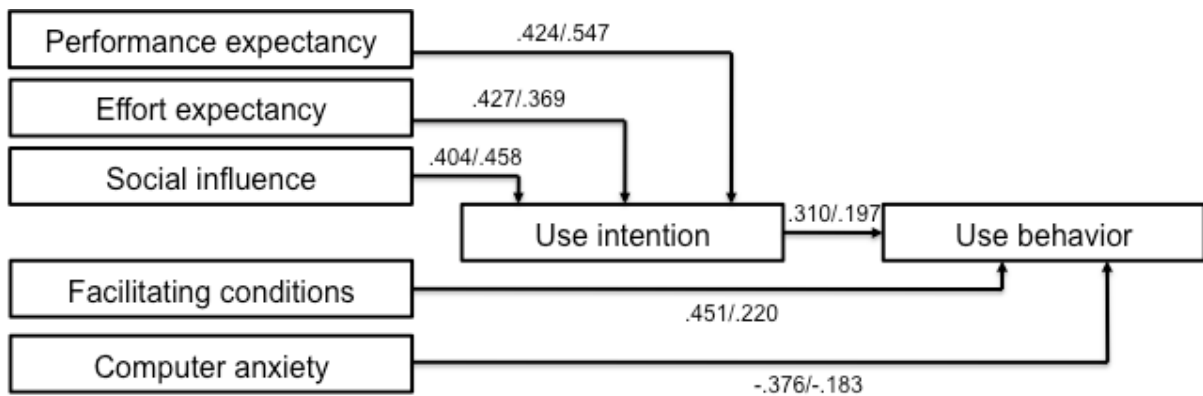 Performance expectancy
.424/.547
Effort expectancy
.427/.369
Social influence
.404/.458
Use intention
.310/.197
Use behavior
Facilitating conditions
.451/.220
Computer anxiety
-.376/-.183